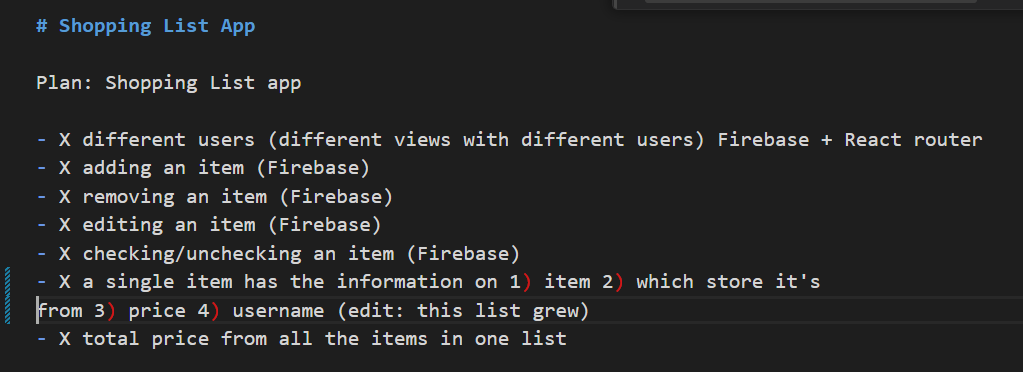 # Shopping List App
Plan: Shopping List app
- X different users (different views with different users) Firebase + React router
- X adding an item (Firebase)
- X removing an item (Firebase)
- X editing an item (Firebase)
- X checking/unchecking an item (Firebase)
- X a single item has the information on 1) item 2) which store it's
from 3) price 4) username (edit: this list grew)
- X total price from all the items in one list